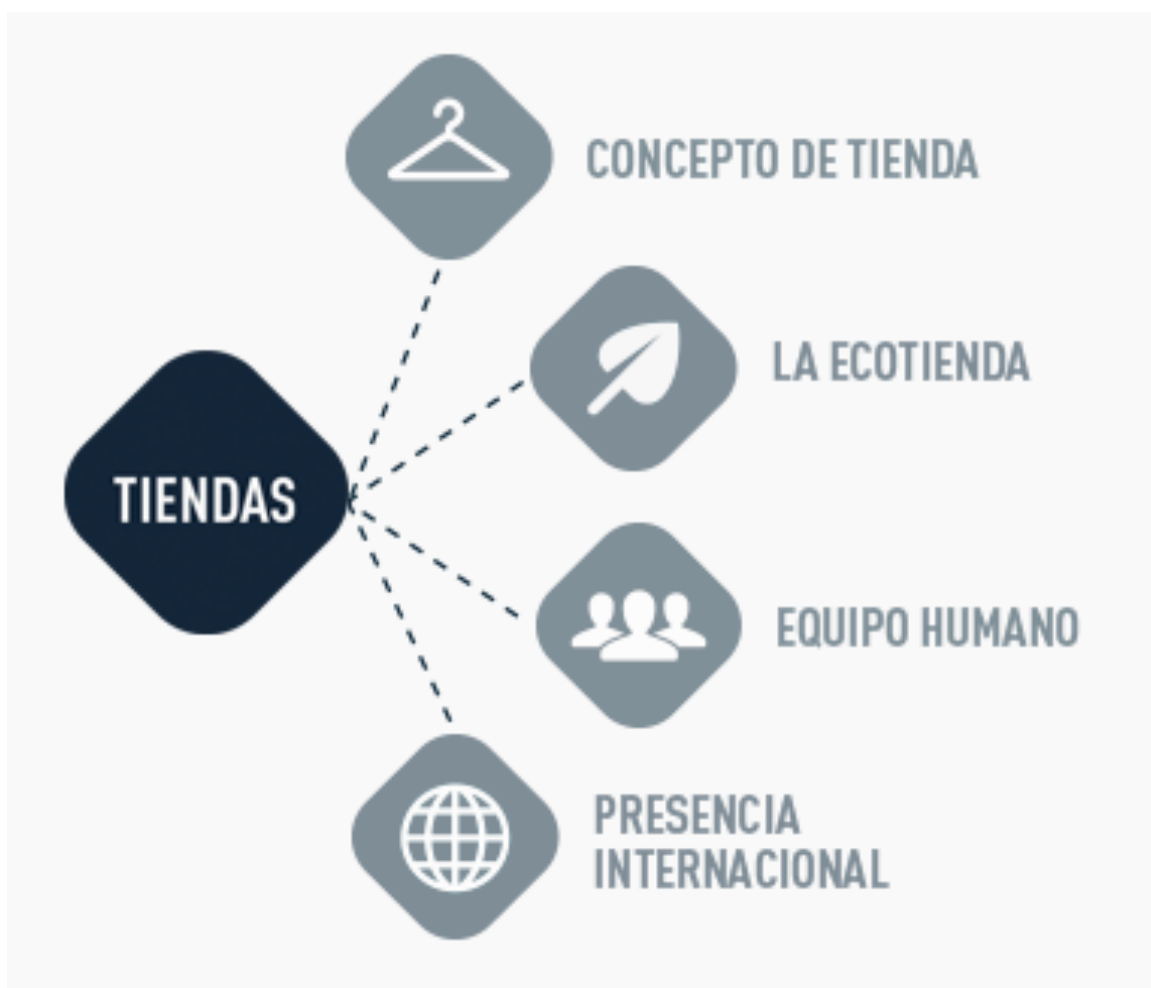 CONCEPTO DE TIENDA
LA ECOTIENDA
TIENDAS
EQUIPO HUMANO
PRESENCIA
INTERNACIONAL